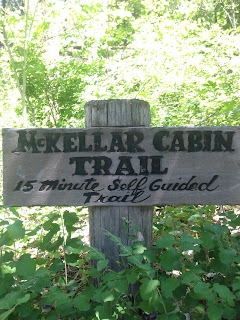 McKELLAR CABIN
TRAIL
15 Minute Self Guided
Trail